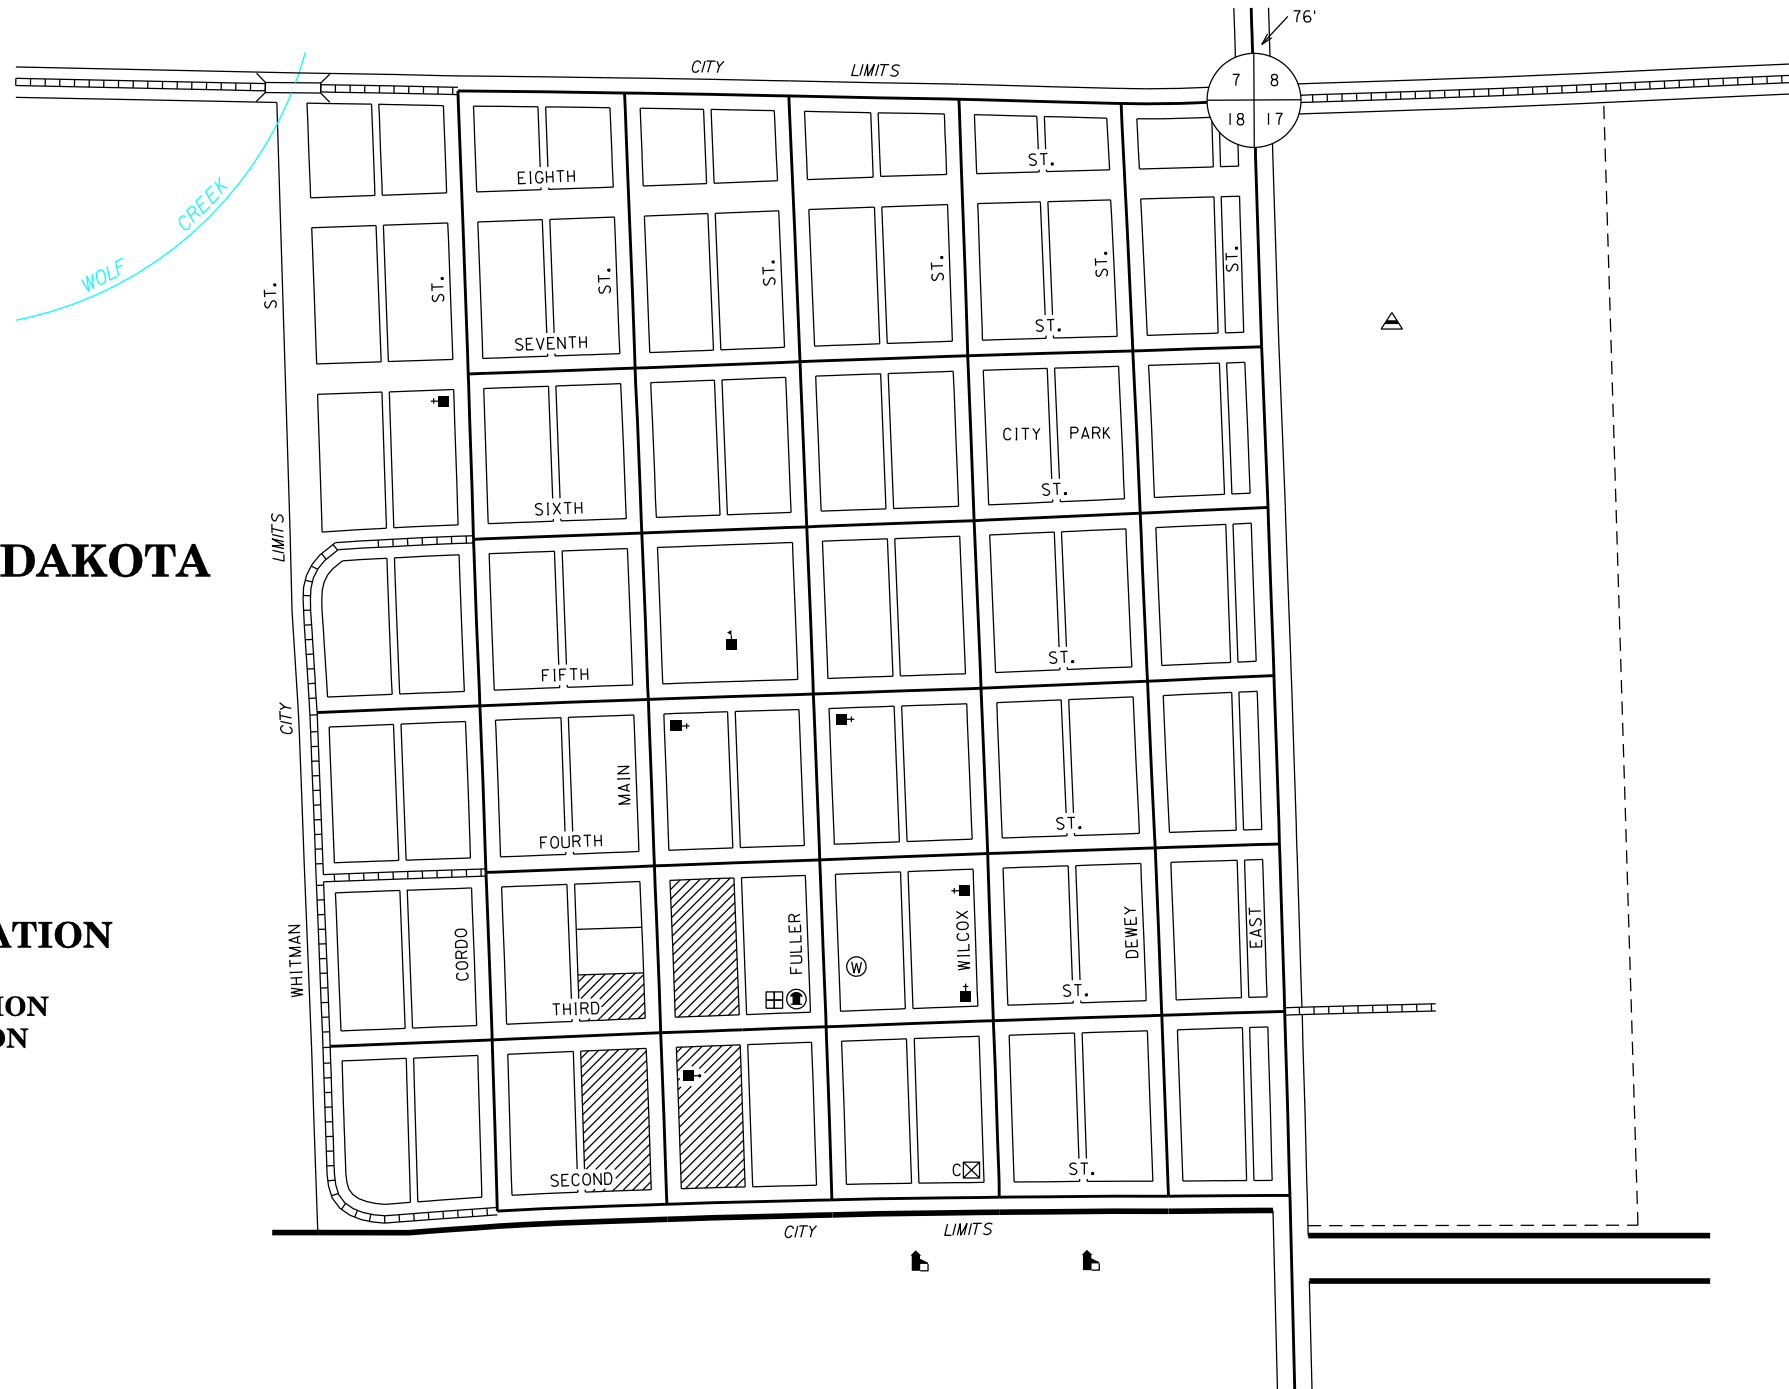 76'
CITY LIMITS
7 8
18 17
EIGHTH ST.
WOLF CREEK
ST.
ST.
ST.
ST.
ST.
ST.
ST.
SEVENTH ST.
CITY PARK
SIXTH ST.
CITY LIMITS
DAKOTA
FIFTH ST.
MAIN
FOURTH ST.
WHITMAN
CORDO
FULLER
WILCOX
DEWEY
EAST
ATION
W
ION
ON
THIRD ST.
C
SECOND ST.
CITY LIMITS